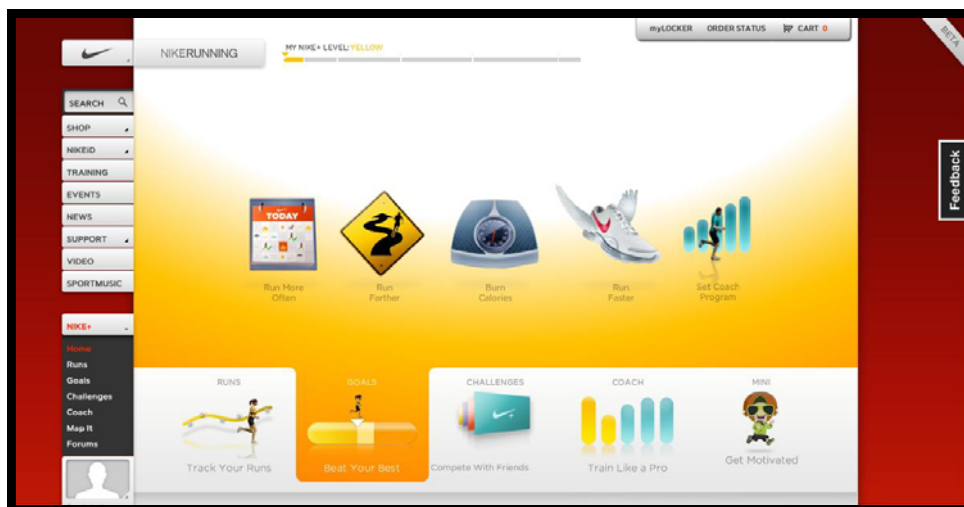 myLOCKER ORDER STATUS CART 0
BETA
NIKERUNNING
MY NIKE+ LEVEL: YELLOW
SEARCH
SHOP
NIKEiD
TRAINING
EVENTS
NEWS
SUPPORT
VIDEO
SPORTMUSIC
NIKE+
Home
Runs
Goals
Challenges
Coach
Map It
Forums
Feedback
TODAY
Run More
Often
Run
Farther
Burn
Calories
Run
Faster
Set Coach
Program
RUNS
Track Your Runs
GOALS
Beat Your Best
CHALLENGES
Compete With Friends
COACH
Train Like a Pro
MINI
Get Motivated